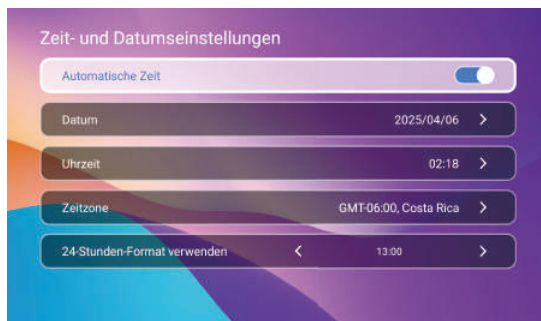 Zeit- und Datumseinstellungen
Automatische Zeit
Datum 2025/04/06
Uhrzeit 02:18
Zeitzone GMT-06:00, Costa Rica
24-Stunden-Format verwenden 13:00